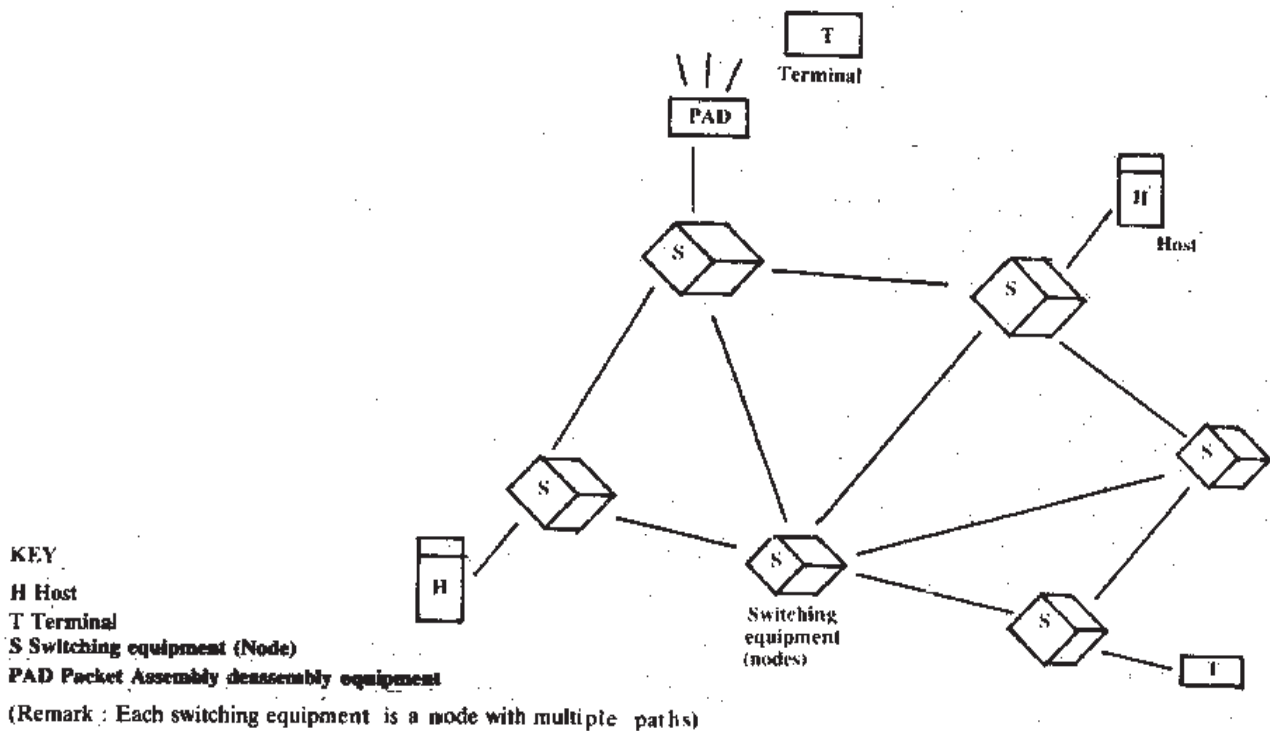 T
Terminal
PAD
H
Host
S
S
S
S
KEY
H Host
H
S
Switching
equipment
(nodes)
S
T Terminal
T
S Switching equipment (Node)
PAD Packet Assembly deassembly equipment
(Remark : Each switching equipment is a node with multiple paths)